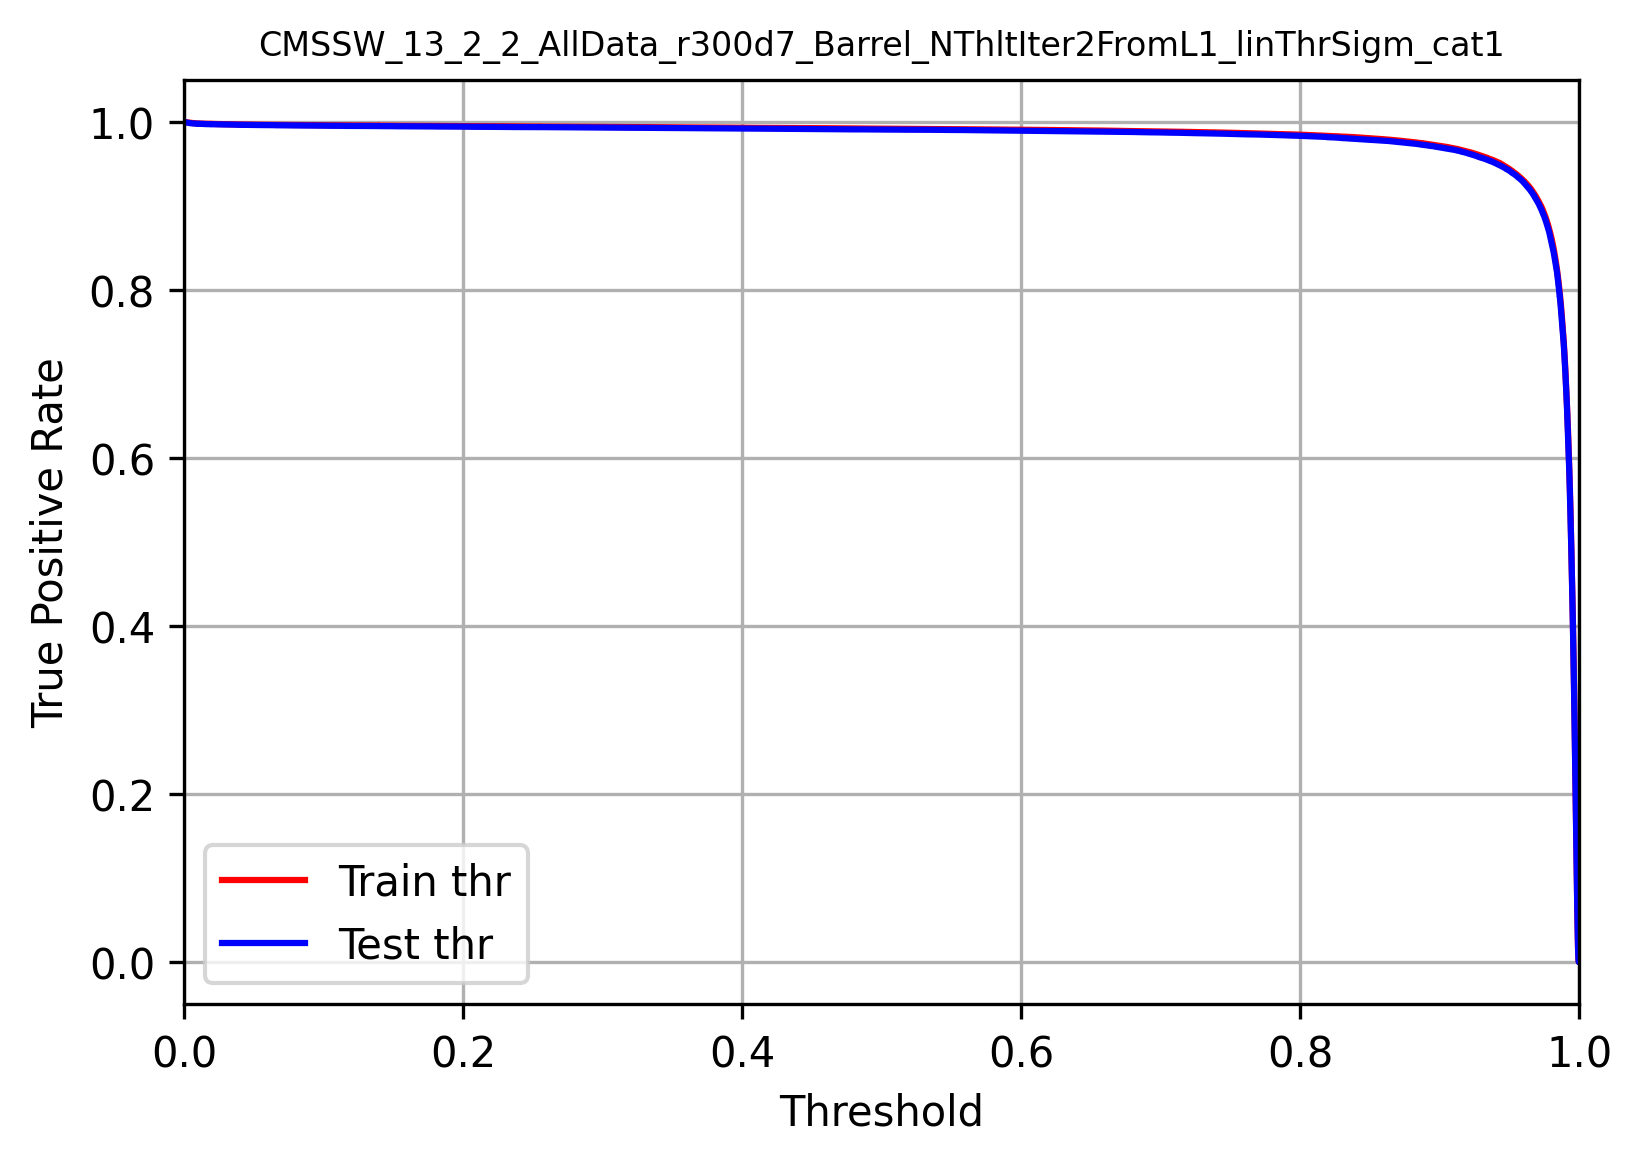 CMSSW_13_2_2_AllData_r300d7_Barrel_NThltIter2FromL1_linThrSigm_cat1
1.0
0.8
0.6
0.4
0.2
0.0
True Positive Rate
Train thr
Test thr
0.0 0.2 0.4 0.6 0.8 1.0
Threshold